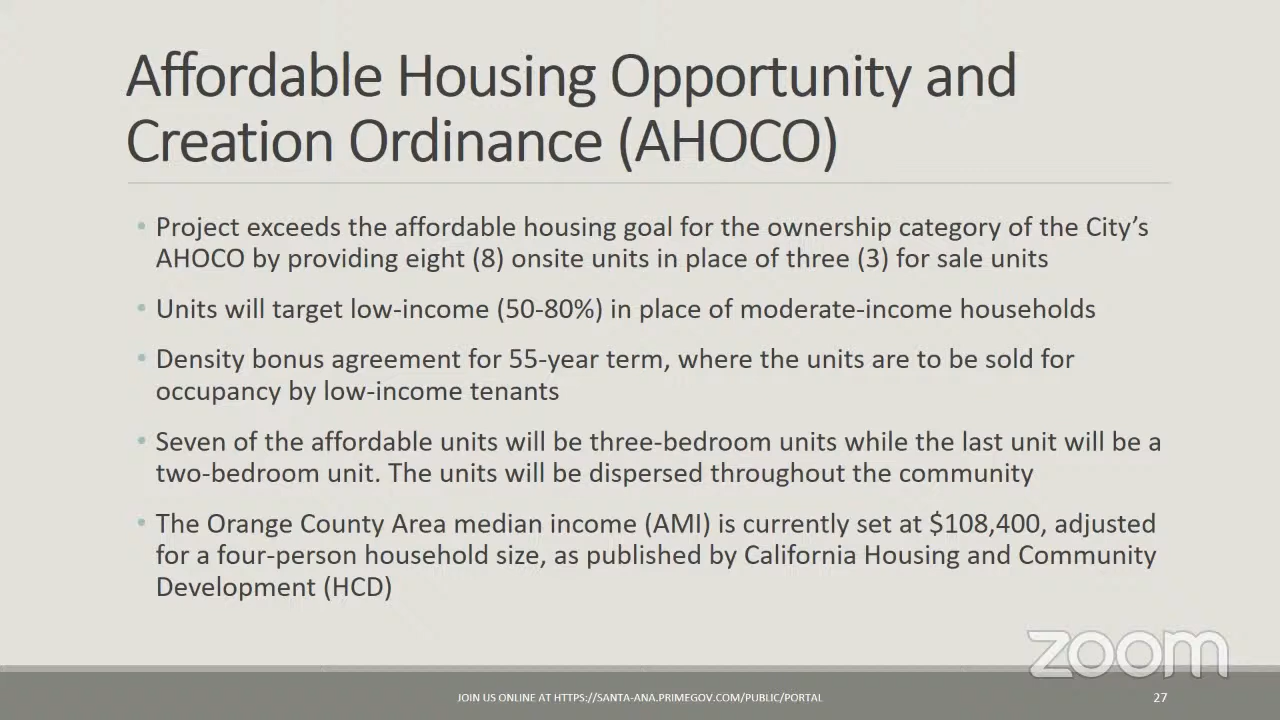 Affordable Housing Opportunity and
Creation Ordinance (AHOCO)
• Project exceeds the affordable housing goal for the ownership category of the City’s
AHOCO by providing eight (8) onsite units in place of three (3) for sale units
• Units will target low-income (50-80%) in place of moderate-income households
• Density bonus agreement for 55-year term, where the units are to be sold for
occupancy by low-income tenants
• Seven of the affordable units will be three-bedroom units while the last unit will be a
two-bedroom unit. The units will be dispersed throughout the community
• The Orange County Area median income (AMI) is currently set at $108,400, adjusted
for a four-person household size, as published by California Housing and Community
Development (HCD)
zoom
JOIN US ONLINE AT HTTPS://SANTA-ANA.PRIMEGOV.COM/PUBLIC/PORTAL
27